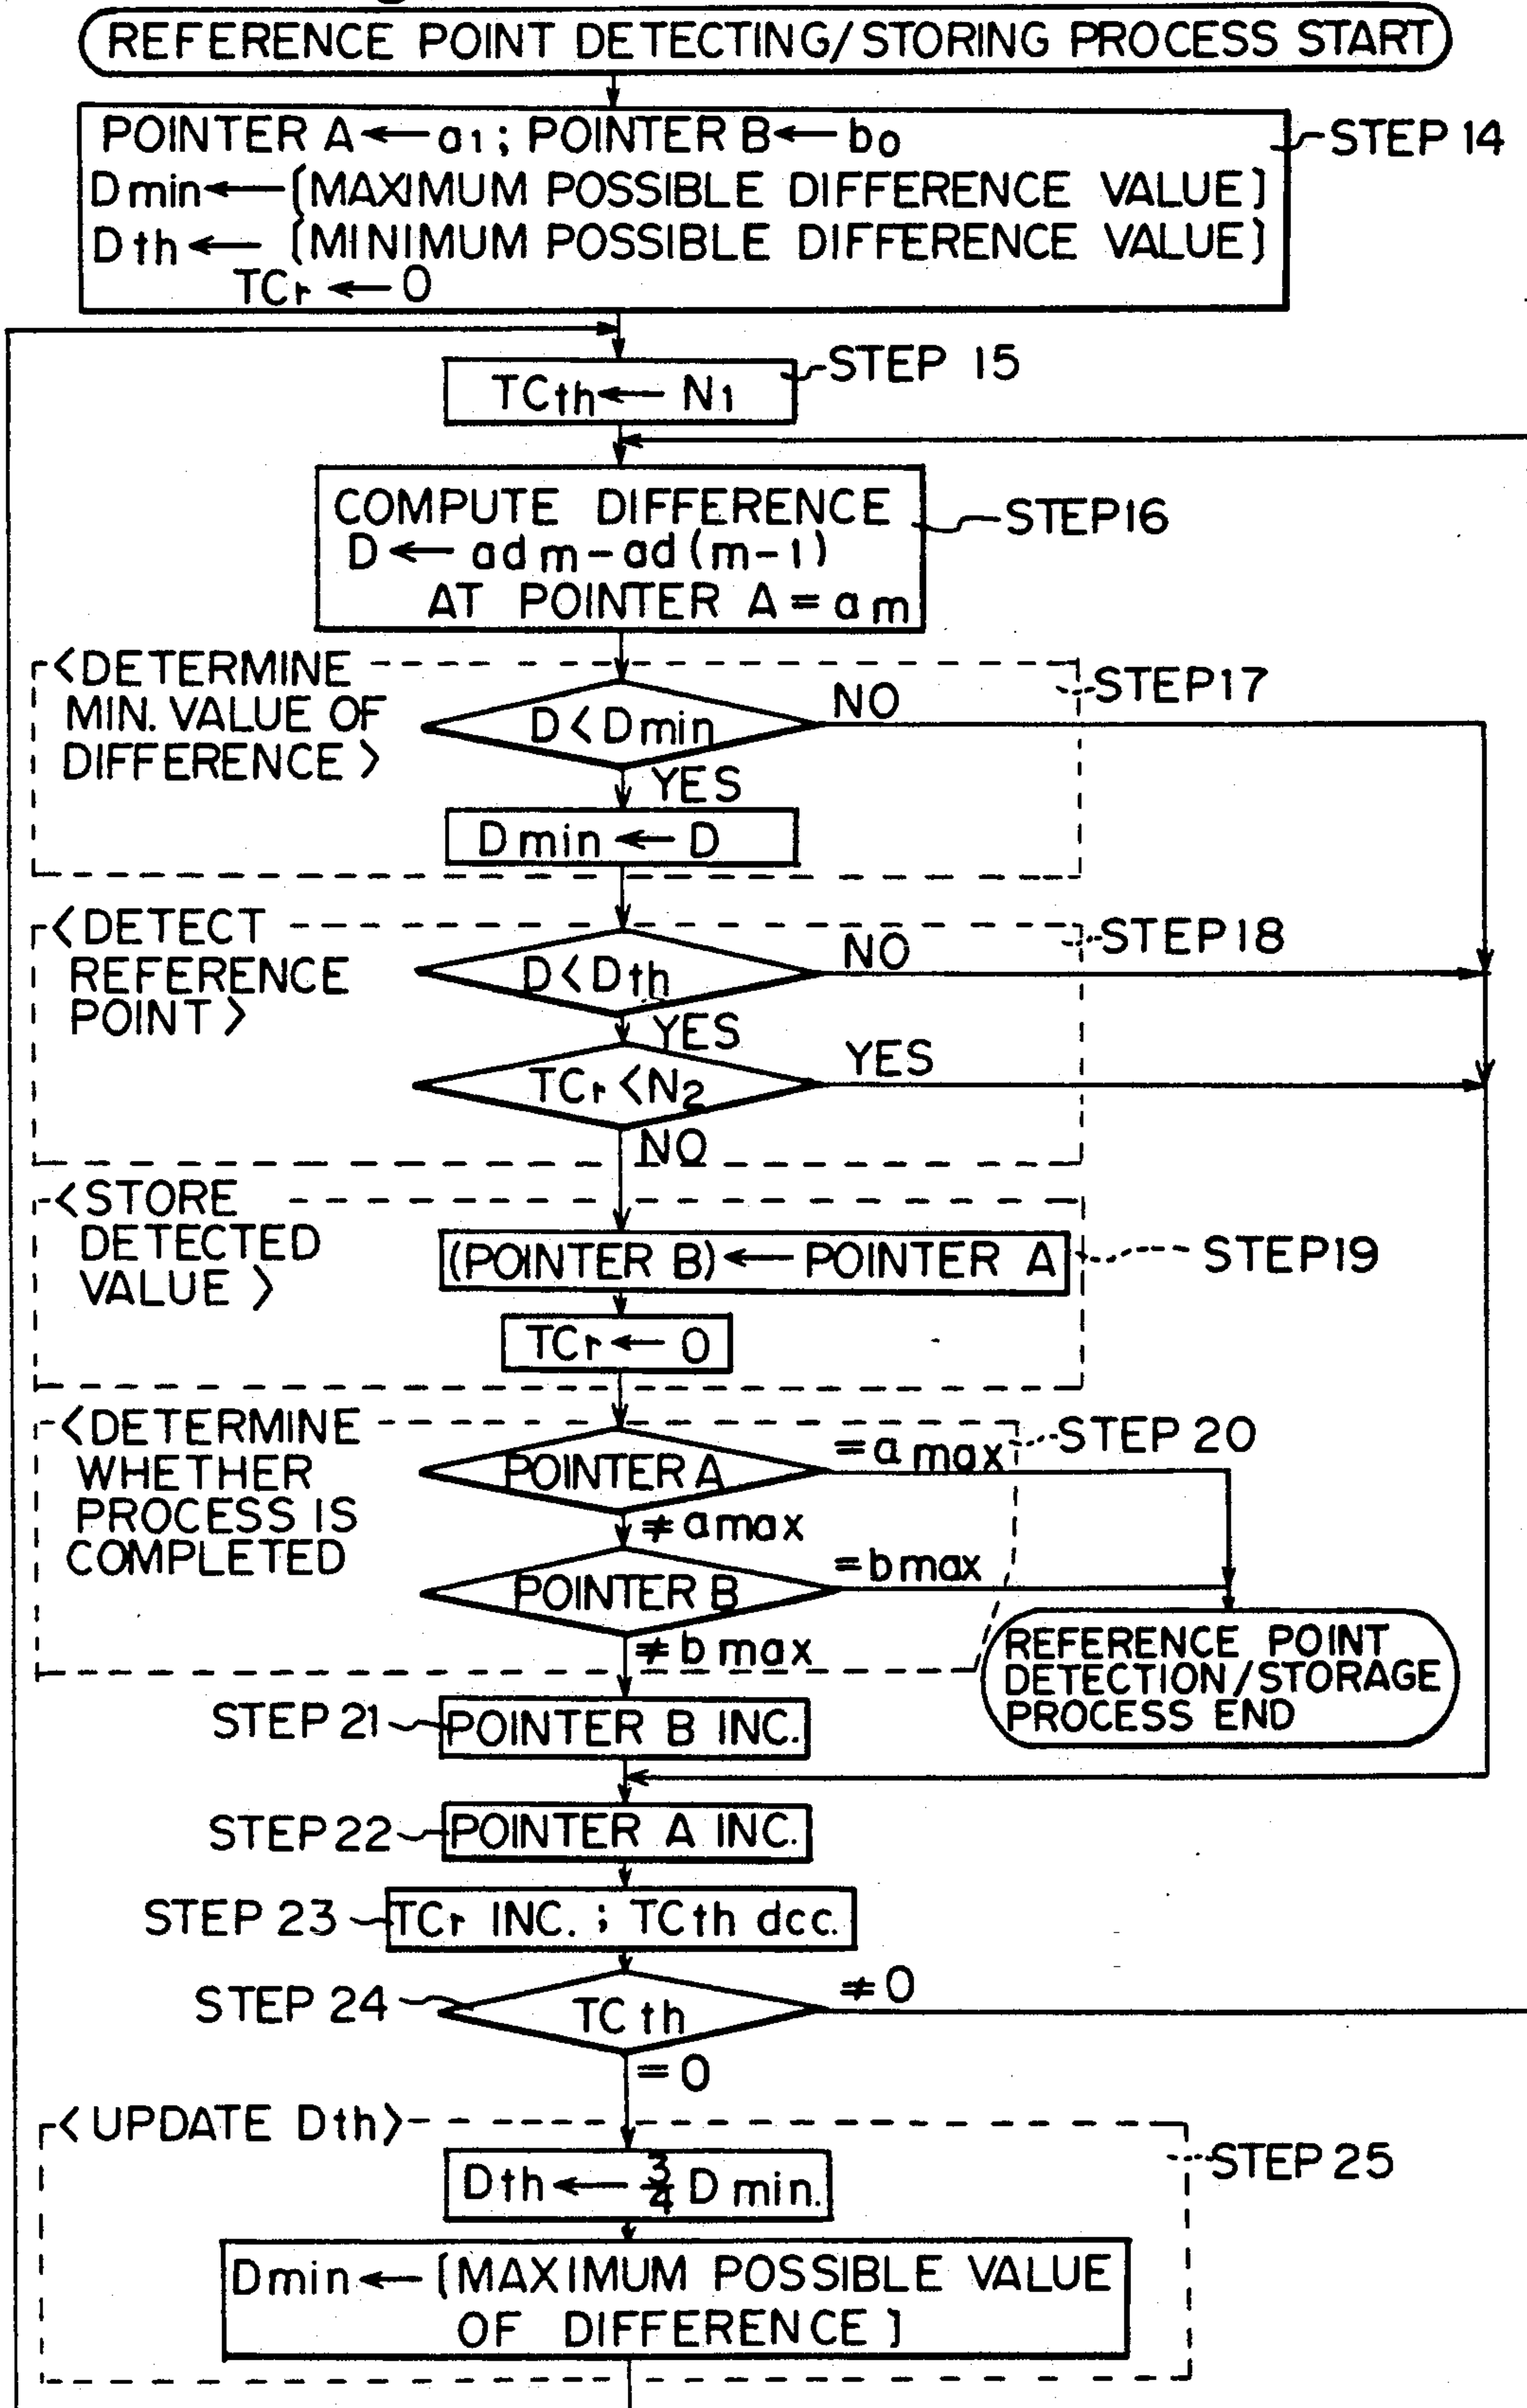 REFERENCE POINT DETECTING/STORING PROCESS START
POINTER A ← a1; POINTER B ← b0
STEP 14
Dmin ← [MAXIMUM POSSIBLE DIFFERENCE VALUE]
Dth ← [MINIMUM POSSIBLE DIFFERENCE VALUE]
TCr ← 0
STEP 15
TCth ← N1
COMPUTE DIFFERENCE
D ← adm-ad(m-1)
AT POINTER A = am
STEP16
<DETERMINE
MIN. VALUE OF
DIFFERENCE>
STEP17
D<Dmin
NO
YES
Dmin ← D
<DETECT
REFERENCE
POINT>
STEP18
D<Dth
NO
YES
TCr<N2
YES
NO
<STORE
DETECTED
VALUE>
(POINTER B) ← POINTER A
STEP19
TCr ← 0
<DETERMINE
WHETHER
PROCESS IS
COMPLETED
STEP 20
POINTER A
=amax
≠amax
POINTER B
=bmax
≠bmax
REFERENCE POINT
DETECTION/STORAGE
PROCESS END
STEP 21
POINTER B INC.
STEP 22
POINTER A INC.
STEP 23
TCr INC. ; TCth dcc.
STEP 24
TCth
≠0
=0
<UPDATE Dth>
STEP 25
Dth ← 3/4 Dmin.
Dmin ← [MAXIMUM POSSIBLE VALUE
OF DIFFERENCE]